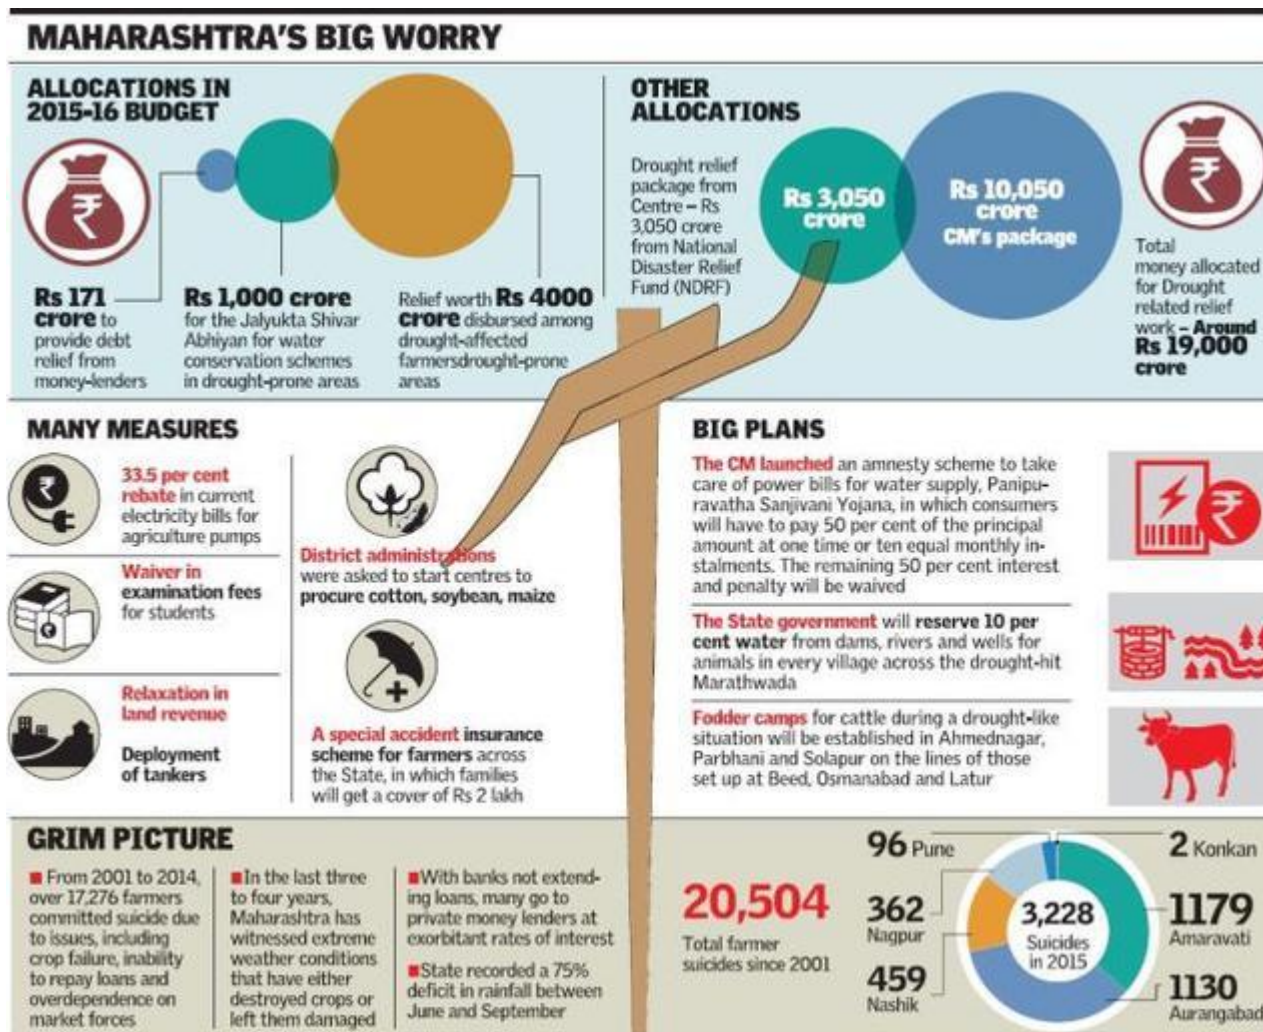 MAHARASHTRA'S BIG WORRY
ALLOCATIONS IN
2015-16 BUDGET
Rs 171
crore to
provide debt
relief from
money-lenders
Rs 1,000 crore
for the Jalyukta Shivar
Abhiyan for water
conservation schemes
in drought-prone areas
Relief worth Rs 4000
crore disbursed among
drought-affected
farmersdrought-prone
areas
OTHER
ALLOCATIONS
Drought relief
package from
Centre – Rs
3,050 crore
from National
Disaster Relief
Fund (NDRF)
Rs 3,050
crore
Rs 10,050
crore
CM's package
Total
money allocated
for Drought
related relief
work – Around
Rs 19,000
crore
MANY MEASURES
33.5 per cent
rebate in current
electricity bills for
agriculture pumps
Waiver in
examination fees
for students
Relaxation in
land revenue
Deployment
of tankers
District administrations
were asked to start centres to
procure cotton, soybean, maize
A special accident insurance
scheme for farmers across
the State, in which families
will get a cover of Rs 2 lakh
BIG PLANS
The CM launched an amnesty scheme to take
care of power bills for water supply, Panipu-
ravatha Sanjivani Yojana, in which consumers
will have to pay 50 per cent of the principal
amount at one time or ten equal monthly in-
stalments. The remaining 50 per cent interest
and penalty will be waived
The State government will reserve 10 per
cent water from dams, rivers and wells for
animals in every village across the drought-hit
Marathwada
Fodder camps for cattle during a drought-like
situation will be established in Ahmednagar,
Parbhani and Solapur on the lines of those
set up at Beed, Osmanabad and Latur
GRIM PICTURE
From 2001 to 2014,
over 17,276 farmers
committed suicide due
to issues, including
crop failure, inability
to repay loans and
overdependence on
market forces
In the last three
to four years,
Maharashtra has
witnessed extreme
weather conditions
that have either
destroyed crops or
left them damaged
With banks not extend-
ing loans, many go to
private money lenders at
exorbitant rates of interest
State recorded a 75%
deficit in rainfall between
June and September
20,504
Total farmer
suicides since 2001
96 Pune
362
Nagpur
459
Nashik
3,228
Suicides
in 2015
2 Konkan
1179
Amaravati
1130
Aurangabad